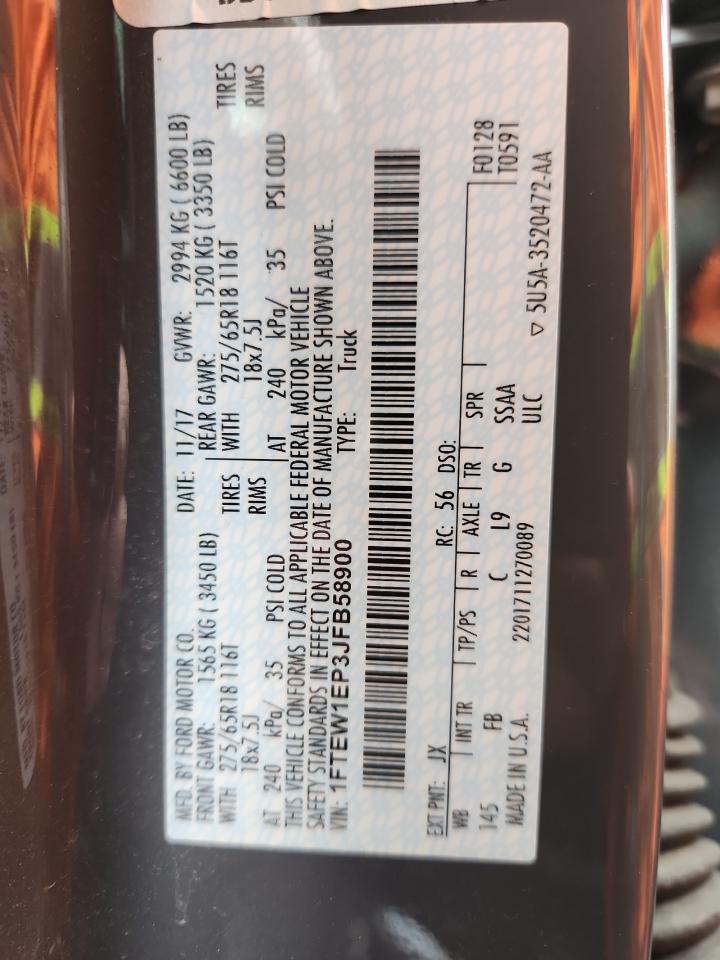 MFD. BY FORD MOTOR CO. DATE: 11/17 GVWR: 2994 KG ( 6600 LB)
FRONT GAWR: 1565 KG ( 3450 LB) REAR GAWR: 1520 KG ( 3350 LB)
WITH 275/65R18 116T TIRES WITH 275/65R18 116T TIRES
18x7.5J RIMS 18x7.5J RIMS
AT 240 kPa/ 35 PSI COLD AT 240 kPa/ 35 PSI COLD
THIS VEHICLE CONFORMS TO ALL APPLICABLE FEDERAL MOTOR VEHICLE
SAFETY STANDARDS IN EFFECT ON THE DATE OF MANUFACTURE SHOWN ABOVE.
VIN: 1FTEW1EP3JFB58900 TYPE: Truck
EXT PNT: JX RC: 56 DSO:
WB INT TR TP/PS R AXLE TR SPR F0128
145 FB C L9 G SSAA T0591
MADE IN U.S.A. 2201711270089 ULC ▽ 5U5A-3520472-AA